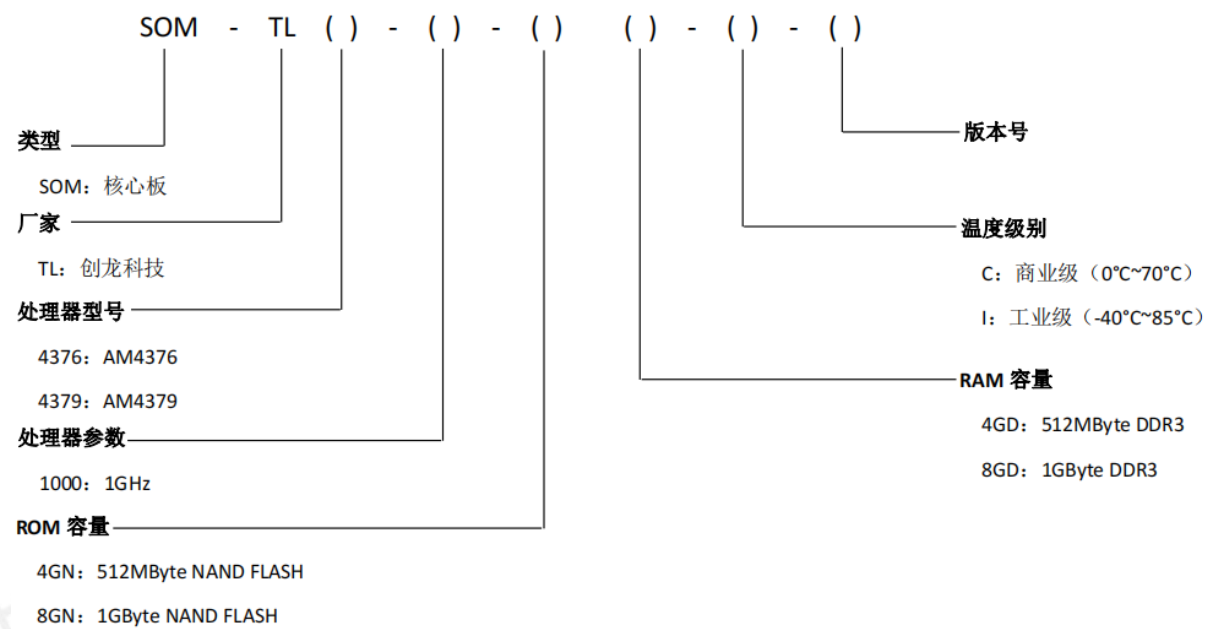 SOM - TL ( ) - ( ) - ( ) ( ) - ( ) - ( )
类型
SOM：核心板
厂家
TL：创龙科技
处理器型号
4376：AM4376
4379：AM4379
处理器参数
1000：1GHz
ROM 容量
4GN：512MByte NAND FLASH
8GN：1GByte NAND FLASH
版本号
温度级别
C：商业级（0°C~70°C）
I：工业级（-40°C~85°C）
RAM 容量
4GD：512MByte DDR3
8GD：1GByte DDR3